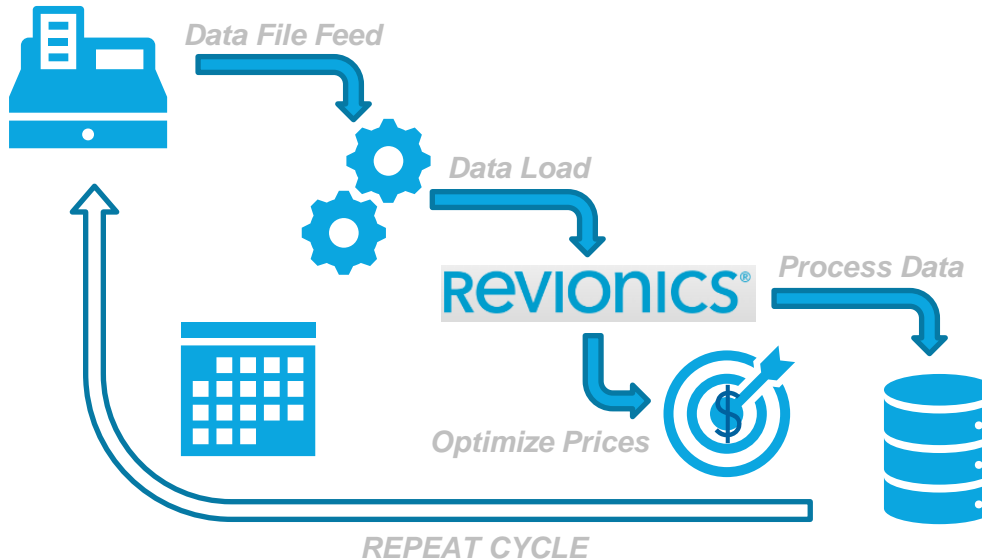 Data File Feed
Data Load
REVIONICS®
Process Data
$
Optimize Prices
REPEAT CYCLE